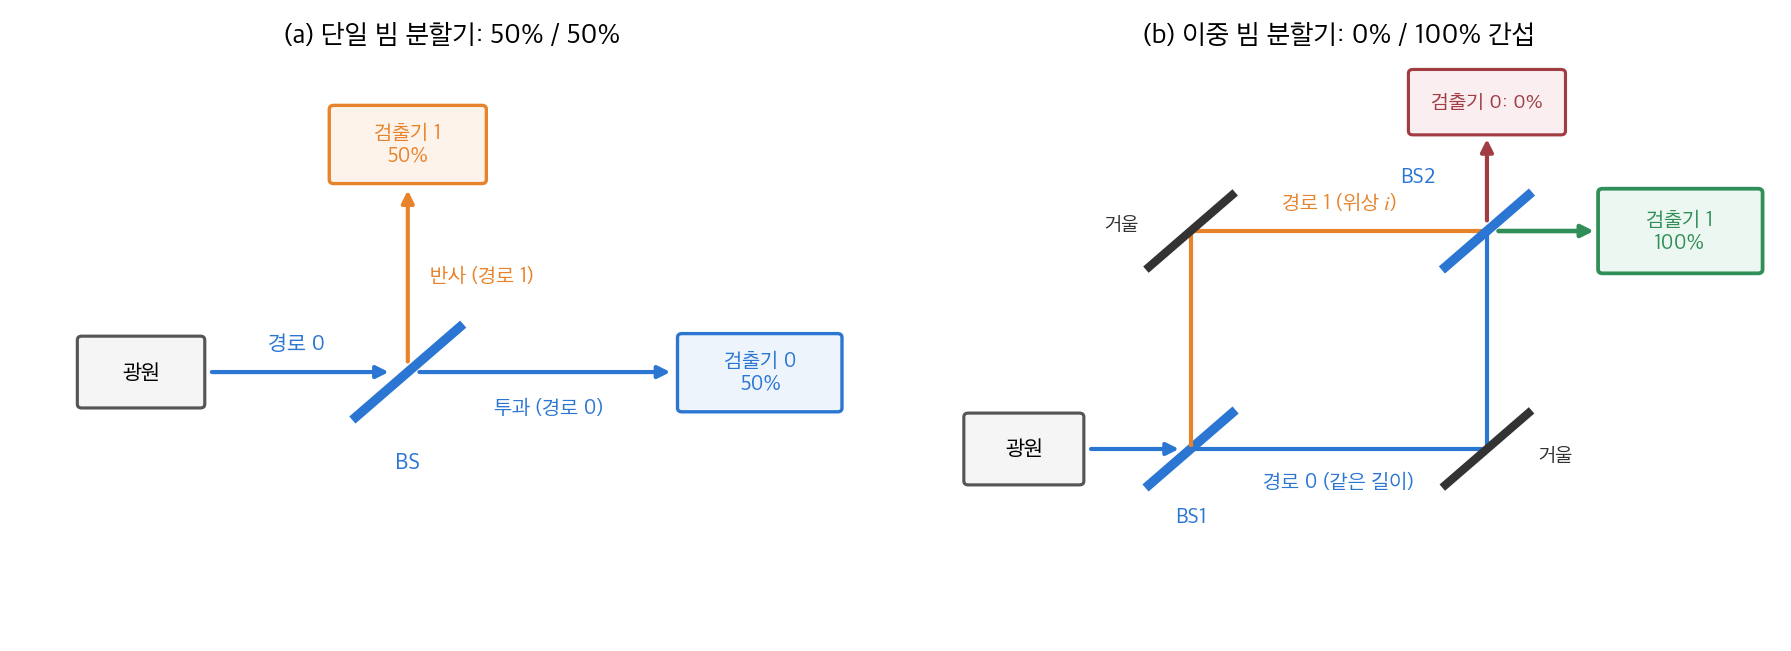 (a) 단일 빔 분할기: 50% / 50%
검출기 1
50%
반사 (경로 1)
경로 0
광원
검출기 0
50%
투과 (경로 0)
BS
(b) 이중 빔 분할기: 0% / 100% 간섭
검출기 0: 0%
BS2
경로 1 (위상 i)
거울
검출기 1
100%
광원
거울
경로 0 (같은 길이)
BS1